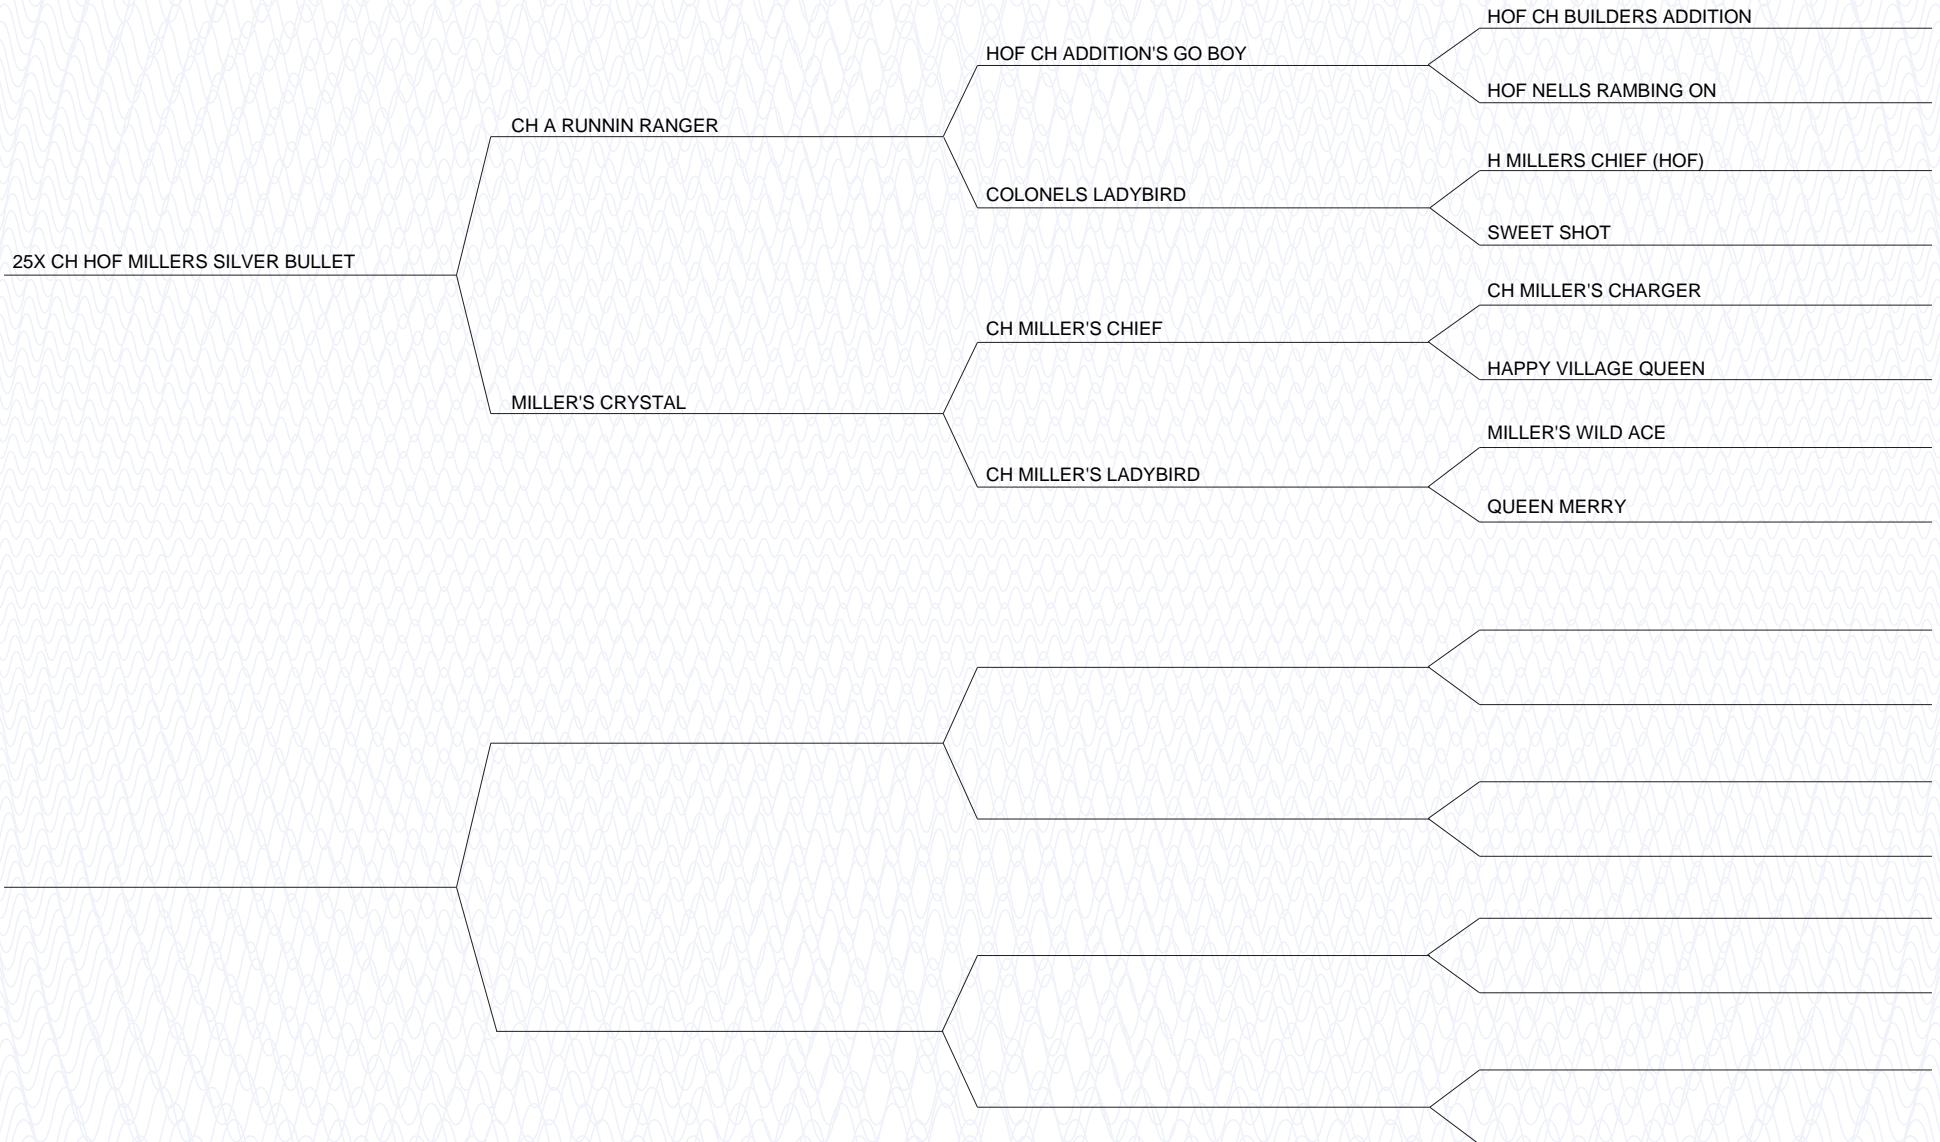 HOF CH BUILDERS ADDITION
HOF CH ADDITION'S GO BOY
HOF NELLS RAMBING ON
CH A RUNNIN RANGER
H MILLERS CHIEF (HOF)
COLONELS LADYBIRD
SWEET SHOT
25X CH HOF MILLERS SILVER BULLET
CH MILLER'S CHARGER
CH MILLER'S CHIEF
HAPPY VILLAGE QUEEN
MILLER'S CRYSTAL
MILLER'S WILD ACE
CH MILLER'S LADYBIRD
QUEEN MERRY